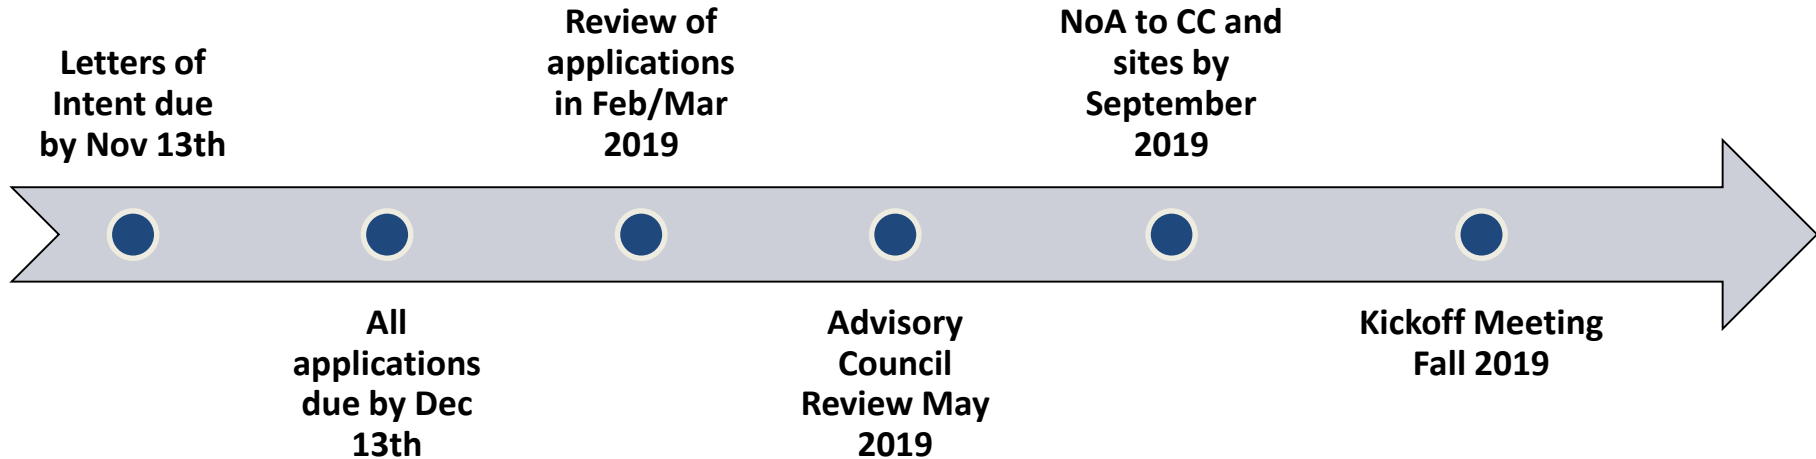 Letters of
Intent due
by Nov 13th
All
applications
due by Dec
13th
Review of
applications
in Feb/Mar
2019
Advisory
Council
Review May
2019
NoA to CC and
sites by
September
2019
Kickoff Meeting
Fall 2019